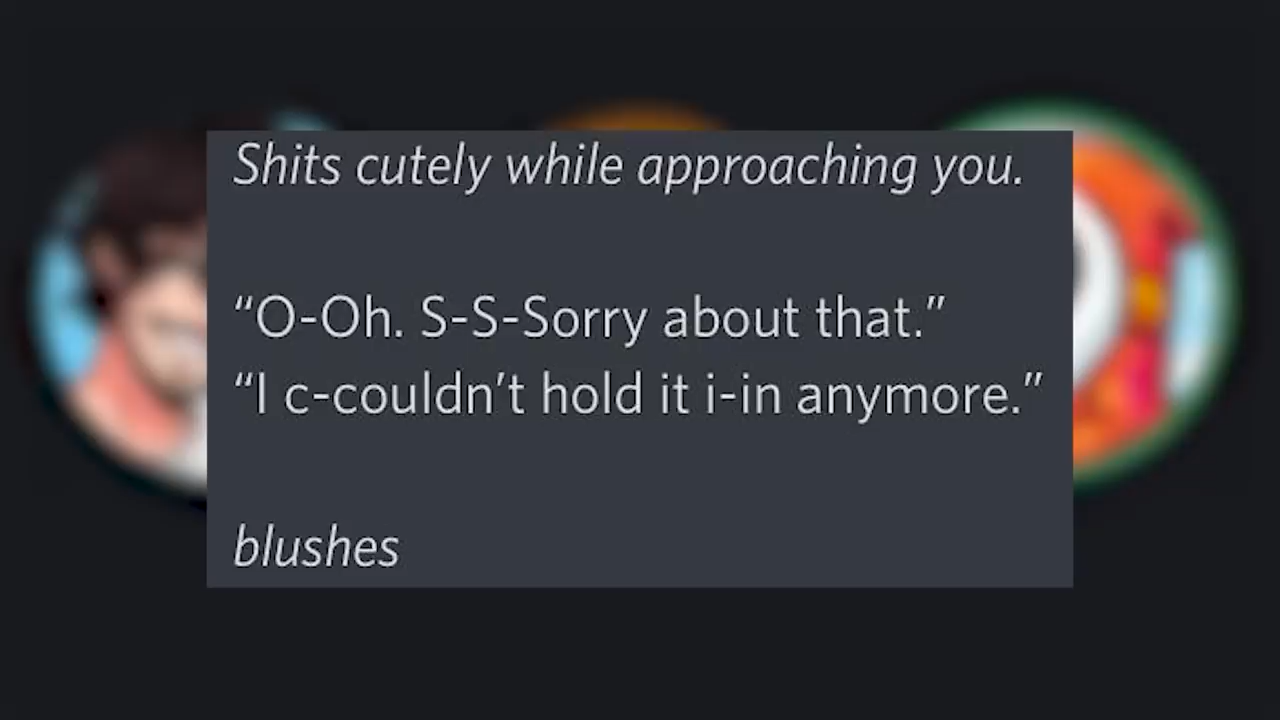 Shits cutely while approaching you.
“O-Oh. S-S-Sorry about that.”
“I c-couldn’t hold it i-in anymore.”
blushes